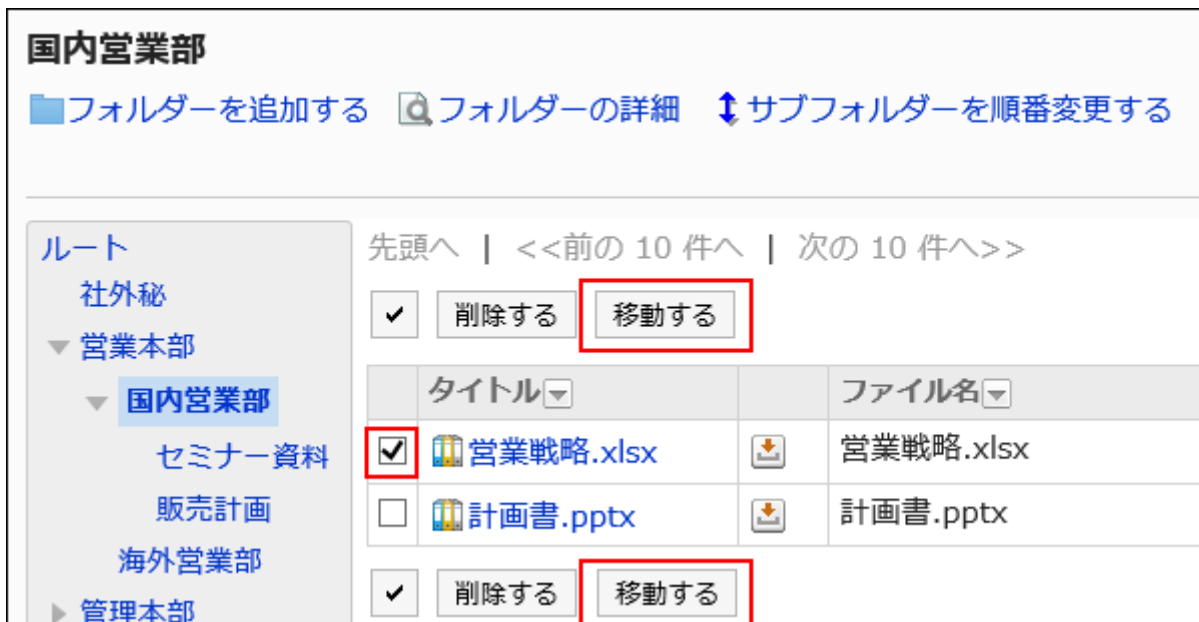 国内営業部
フォルダーを追加する フォルダーの詳細 サブフォルダーを順番変更する
ルート
社外秘
営業本部
国内営業部
セミナー資料
販売計画
海外営業部
管理本部
先頭へ | <<前の 10 件へ | 次の 10 件へ>>
削除する 移動する
タイトル ファイル名
営業戦略.xlsx 営業戦略.xlsx
計画書.pptx 計画書.pptx
削除する 移動する